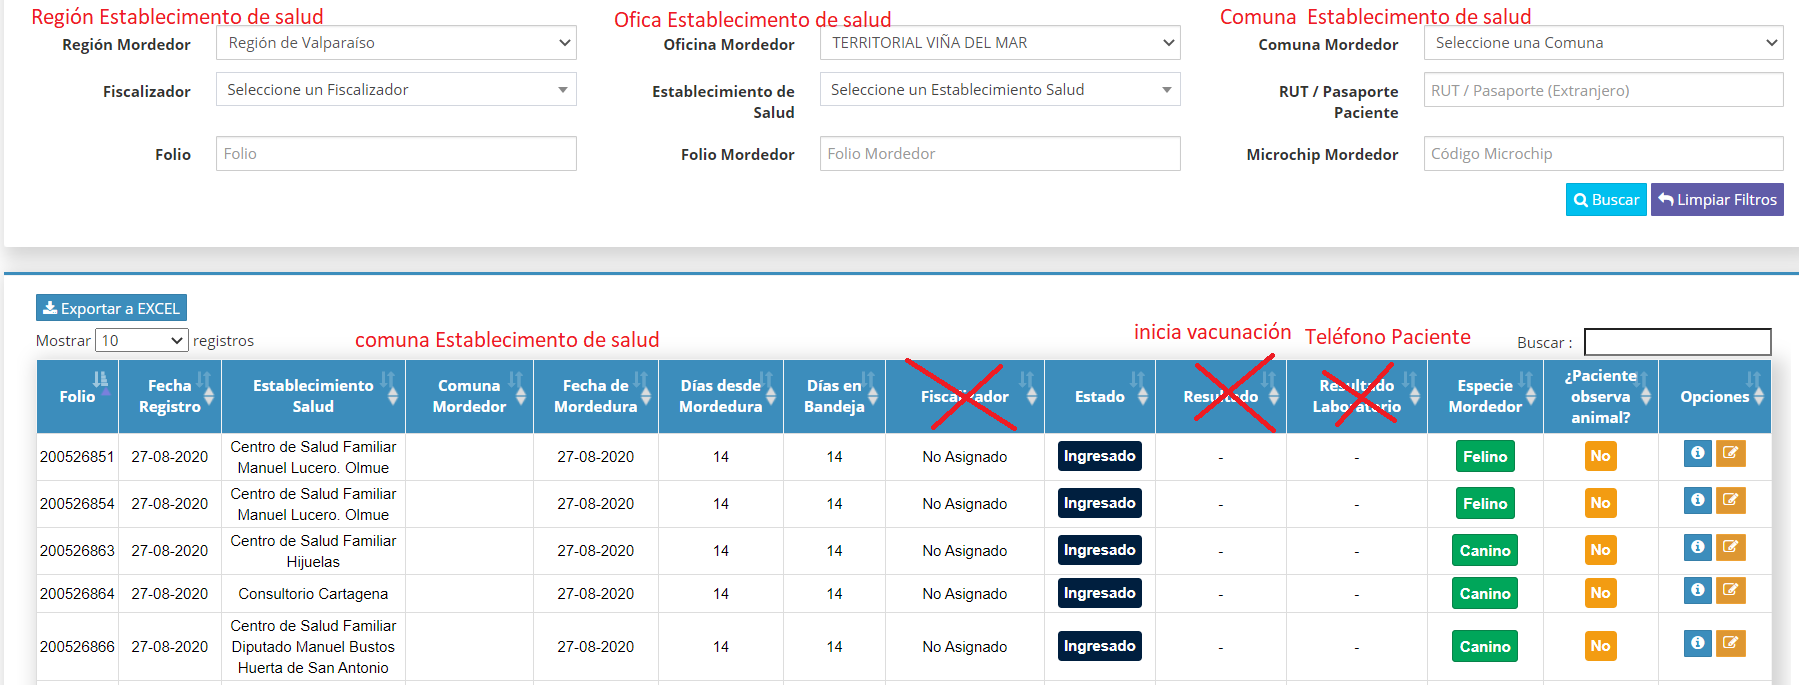 Región Establecimento de salud
Ofica Establecimento de salud
Comuna Establecimento de salud
Región Mordedor
Región de Valparaíso
Oficina Mordedor
TERRITORIAL VIÑA DEL MAR
Comuna Mordedor
Seleccione una Comuna
Fiscalizador
Seleccione un Fiscalizador
Establecimiento de
Salud
Seleccione un Establecimiento Salud
RUT / Pasaporte
Paciente
RUT / Pasaporte (Extranjero)
Folio
Folio
Folio Mordedor
Folio Mordedor
Microchip Mordedor
Código Microchip
Buscar
Limpiar Filtros
Exportar a EXCEL
Mostrar 10 registros
comuna Establecimento de salud
inicia vacunación
Teléfono Paciente
Buscar :
Folio
Fecha
Registro
Establecimiento
Salud
Comuna
Mordedor
Fecha de
Mordedura
Días desde
Mordedura
Días en
Bandeja
Fiscalizador
Estado
Resultado
Resultado
Laboratorio
Especie
Mordedor
¿Paciente
observa
animal?
Opciones
200526851 27-08-2020 Centro de Salud Familiar
Manuel Lucero. Olmue
27-08-2020 14 14 No Asignado Ingresado - - Felino No
200526854 27-08-2020 Centro de Salud Familiar
Manuel Lucero. Olmue
27-08-2020 14 14 No Asignado Ingresado - - Felino No
200526863 27-08-2020 Centro de Salud Familiar
Hijuelas
27-08-2020 14 14 No Asignado Ingresado - - Canino No
200526864 27-08-2020 Consultorio Cartagena 27-08-2020 14 14 No Asignado Ingresado - - Canino No
200526866 27-08-2020 Centro de Salud Familiar
Diputado Manuel Bustos
Huerta de San Antonio
27-08-2020 14 14 No Asignado Ingresado - - Canino No